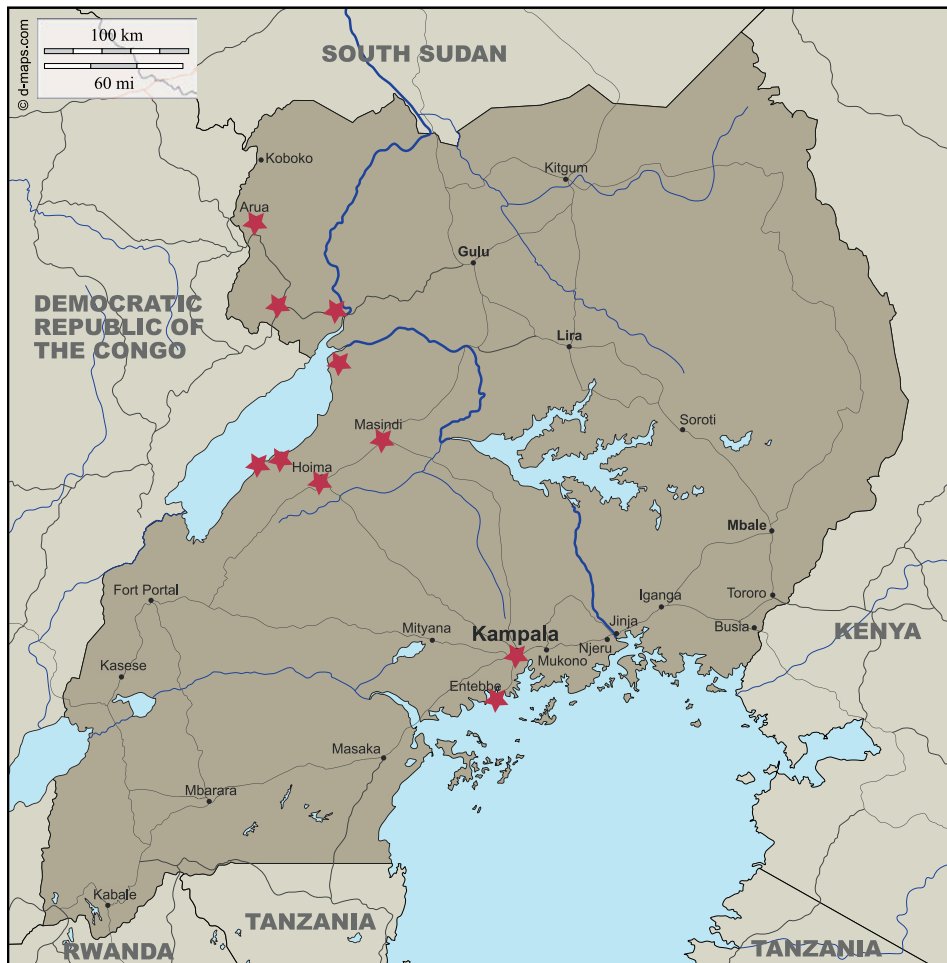 © d-maps.com
100 km
60 mi
SOUTH SUDAN
Koboko
Kitgum
Arua
Gulu
DEMOCRATIC
REPUBLIC OF
THE CONGO
Lira
Masindi
Soroti
Hoima
Mbale
Fort Portal
Iganga
Tororo
Mityana
Kampala
Jinja
Njeru
Busia
KENYA
Mukono
Kasese
Entebbe
Masaka
Mbarara
Kabale
TANZANIA
RWANDA
TANZANIA